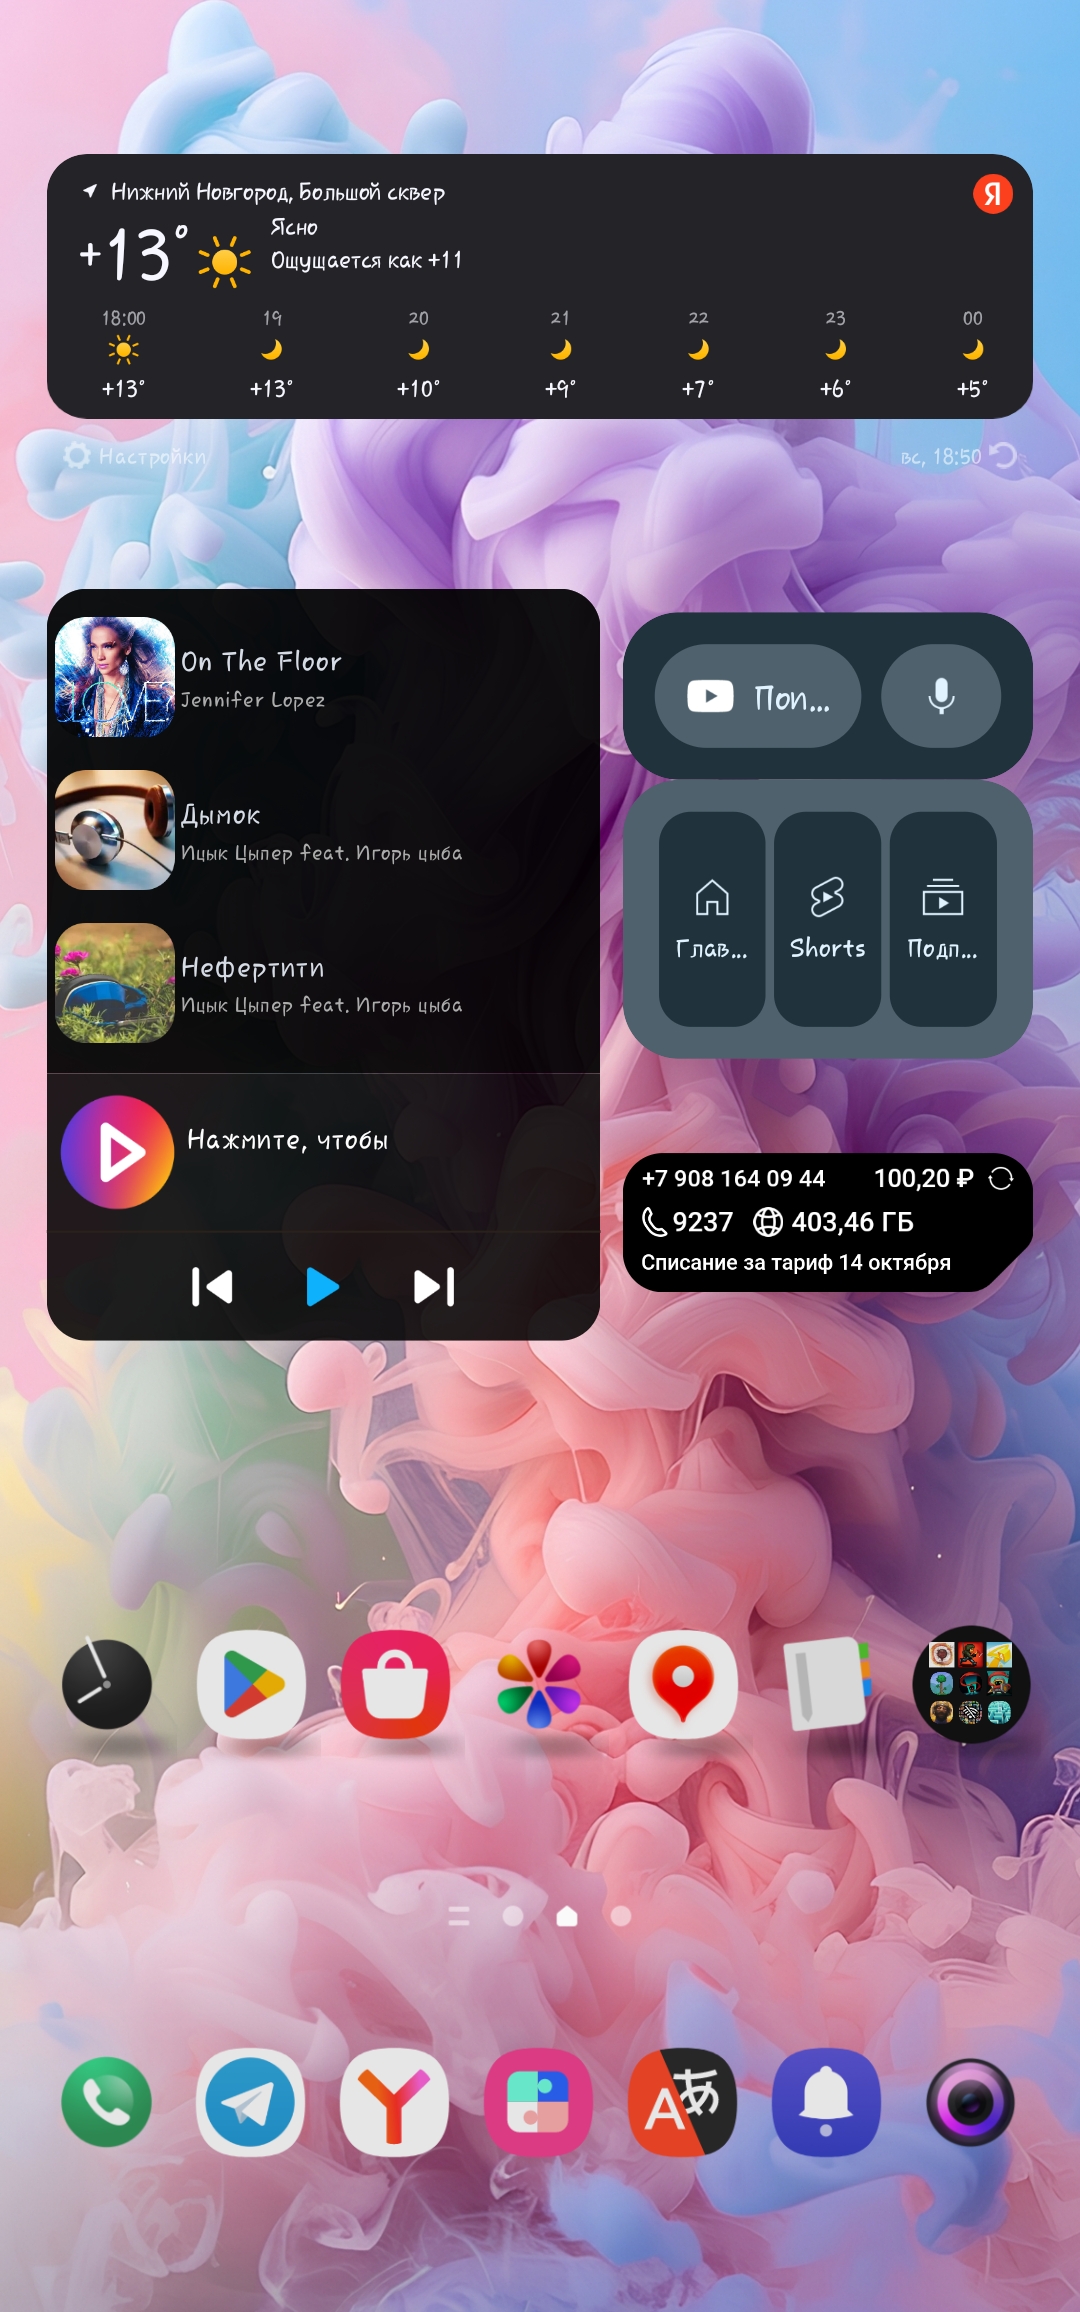 Нижний Новгород, Большой сквер
Я
+13°
Ясно
Ощущается как +11
18:00 19 20 21 22 23 00
+13° +13° +10° +9° +7° +6° +5°
Настройки
вс, 18:50
On The Floor
Jennifer Lopez
LOVE?
Дымок
Ицык Цыпер feat. Игорь цыба
Нефертити
Ицык Цыпер feat. Игорь цыба
Нажмите, чтобы
Поп...
Глав...
Shorts
Подп...
+7 908 164 09 44 100,20 ₽
9237 403,46 ГБ
Списание за тариф 14 октября
Y
A あ